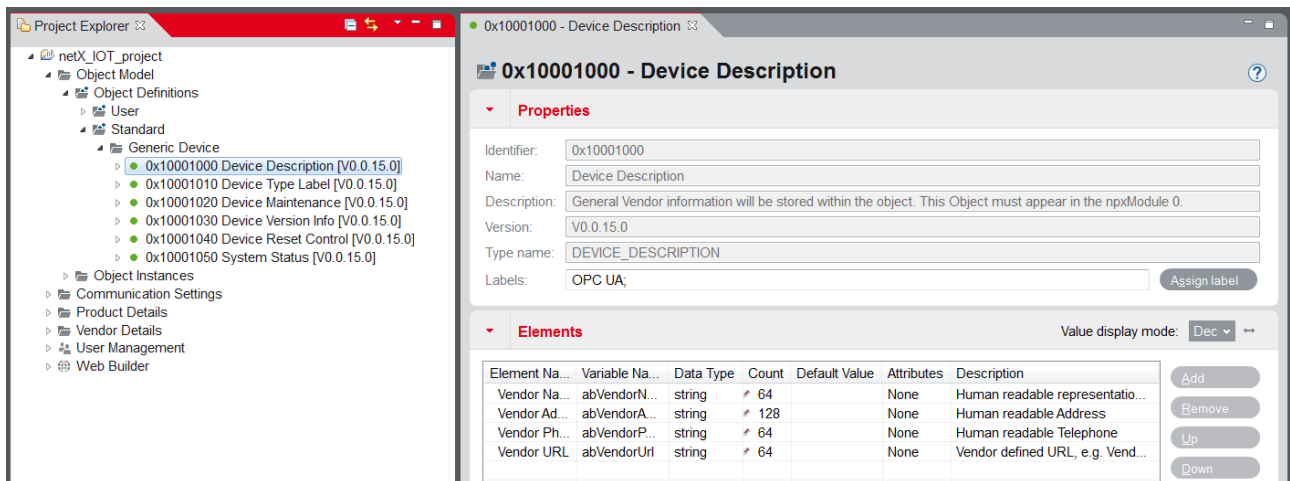 Project Explorer
netX_IOT_project
Object Model
Object Definitions
User
Standard
Generic Device
0x10001000 Device Description [V0.0.15.0]
0x10001010 Device Type Label [V0.0.15.0]
0x10001020 Device Maintenance [V0.0.15.0]
0x10001030 Device Version Info [V0.0.15.0]
0x10001040 Device Reset Control [V0.0.15.0]
0x10001050 System Status [V0.0.15.0]
Object Instances
Communication Settings
Product Details
Vendor Details
User Management
Web Builder
0x10001000 - Device Description
0x10001000 - Device Description
Properties
Identifier: 0x10001000
Name: Device Description
Description: General Vendor information will be stored within the object. This Object must appear in the npxModule 0.
Version: V0.0.15.0
Type name: DEVICE_DESCRIPTION
Labels: OPC UA; Assign label
Elements Value display mode: Dec
Element Na... Variable Na... Data Type Count Default Value Attributes Description
Vendor Na... abVendorN... string 64 None Human readable representatio...
Vendor Ad... abVendorA... string 128 None Human readable Address
Vendor Ph... abVendorP... string 64 None Human readable Telephone
Vendor URL abVendorUrl string 64 None Vendor defined URL, e.g. Vend...
Add
Remove
Up
Down